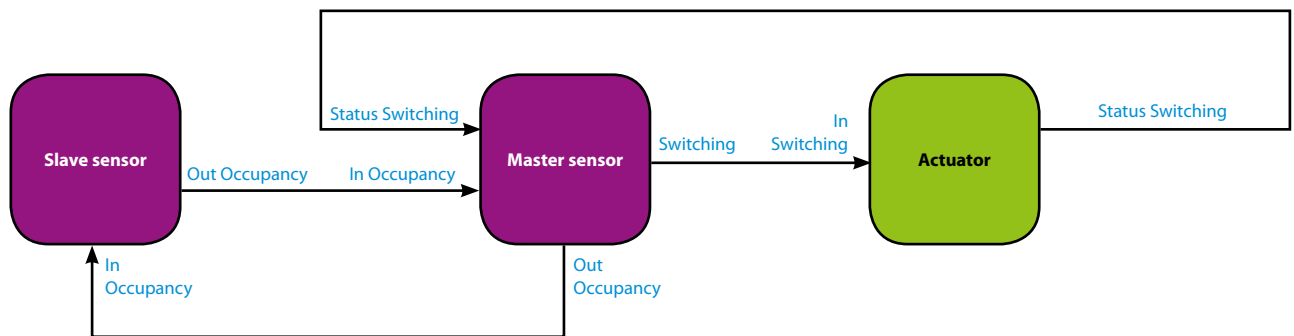 Status Switching
Status Switching
In
Switching
Switching
Slave sensor
Master sensor
Actuator
Out Occupancy
In Occupancy
In
Occupancy
Out
Occupancy